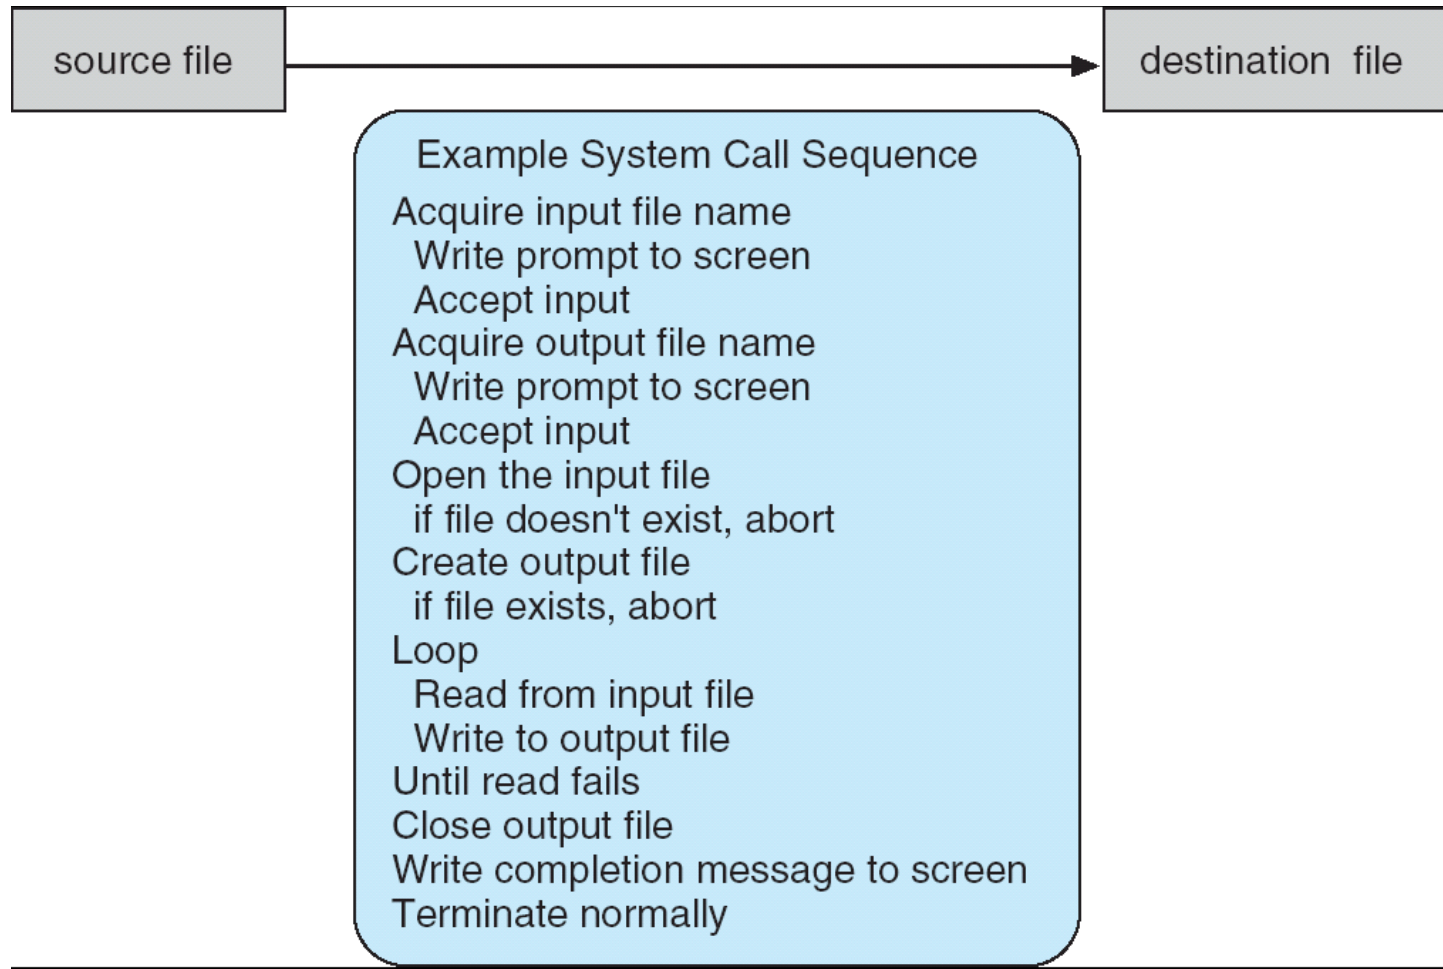 source file
destination file
Example System Call Sequence
Acquire input file name
Write prompt to screen
Accept input
Acquire output file name
Write prompt to screen
Accept input
Open the input file
if file doesn't exist, abort
Create output file
if file exists, abort
Loop
Read from input file
Write to output file
Until read fails
Close output file
Write completion message to screen
Terminate normally